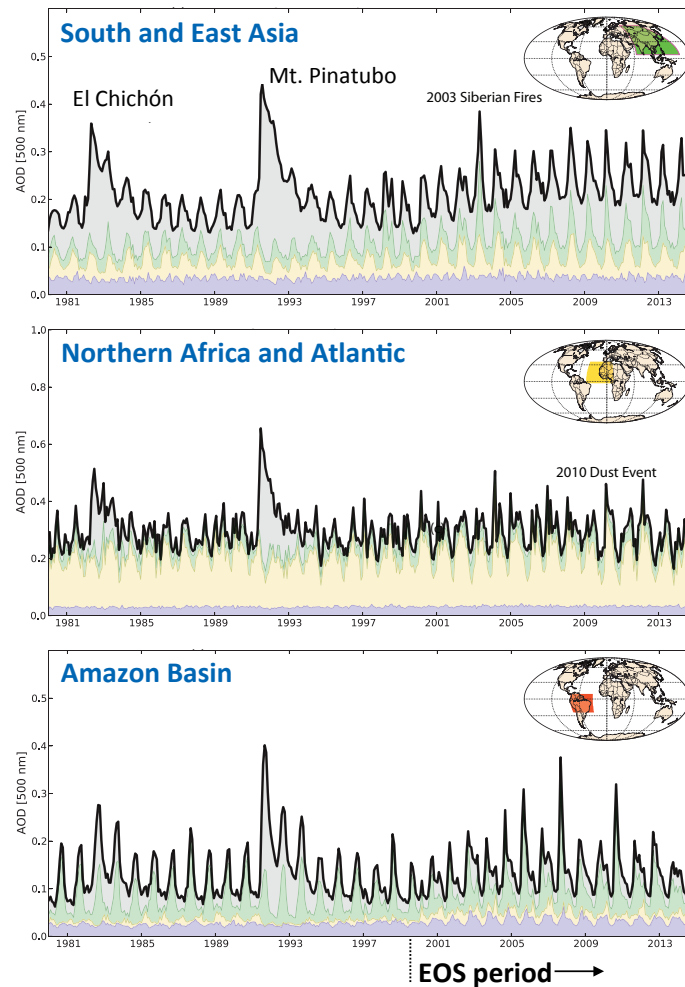 South and East Asia
El Chichón
Mt. Pinatubo
2003 Siberian Fires
AOD [500 nm]
0.5
0.4
0.3
0.2
0.1
0.0
1981 1985 1989 1993 1997 2001 2005 2009 2013
Northern Africa and Atlantic
2010 Dust Event
AOD [500 nm]
1.0
0.8
0.6
0.4
0.2
0.0
1981 1985 1989 1993 1997 2001 2005 2009 2013
Amazon Basin
AOD [500 nm]
0.5
0.4
0.3
0.2
0.1
0.0
1981 1985 1989 1993 1997 2001 2005 2009 2013
EOS period